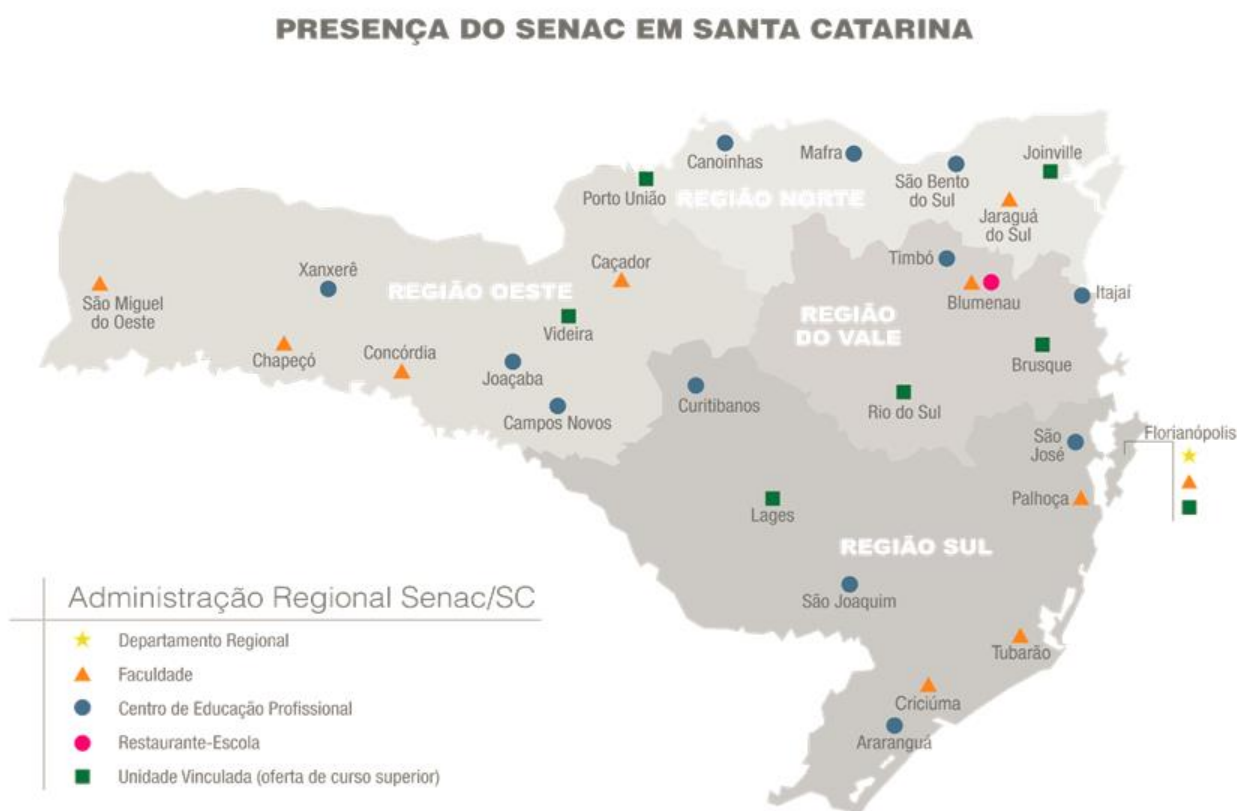 PRESENÇA DO SENAC EM SANTA CATARINA
Canoinhas
Mafra
São Bento
do Sul
Joinville
Jaraguá
do Sul
Porto União
REGIÃO NORTE
São Miguel
do Oeste
Xanxerê
Chapeçó
Concórdia
REGIÃO OESTE
Caçador
Videira
Joaçaba
Campos Novos
Timbó
Blumenau
Itajaí
REGIÃO
DO VALE
Brusque
Rio do Sul
Curitibanos
São
José
Florianópolis
Palhoça
Lages
REGIÃO SUL
São Joaquim
Tubarão
Criciúma
Araranguá
Administração Regional Senac/SC
Departamento Regional
Faculdade
Centro de Educação Profissional
Restaurante-Escola
Unidade Vinculada (oferta de curso superior)